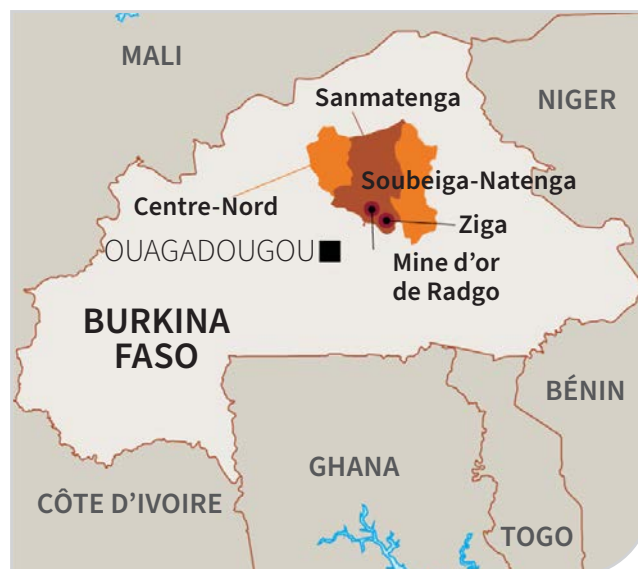 MALI
NIGER
Sanmatenga
Soubeiga-Natenga
Centre-Nord
Ziga
OUAGADOUGOU
Mine d’or
de Radgo
BURKINA
FASO
BÉNIN
GHANA
CÔTE D’IVOIRE
TOGO